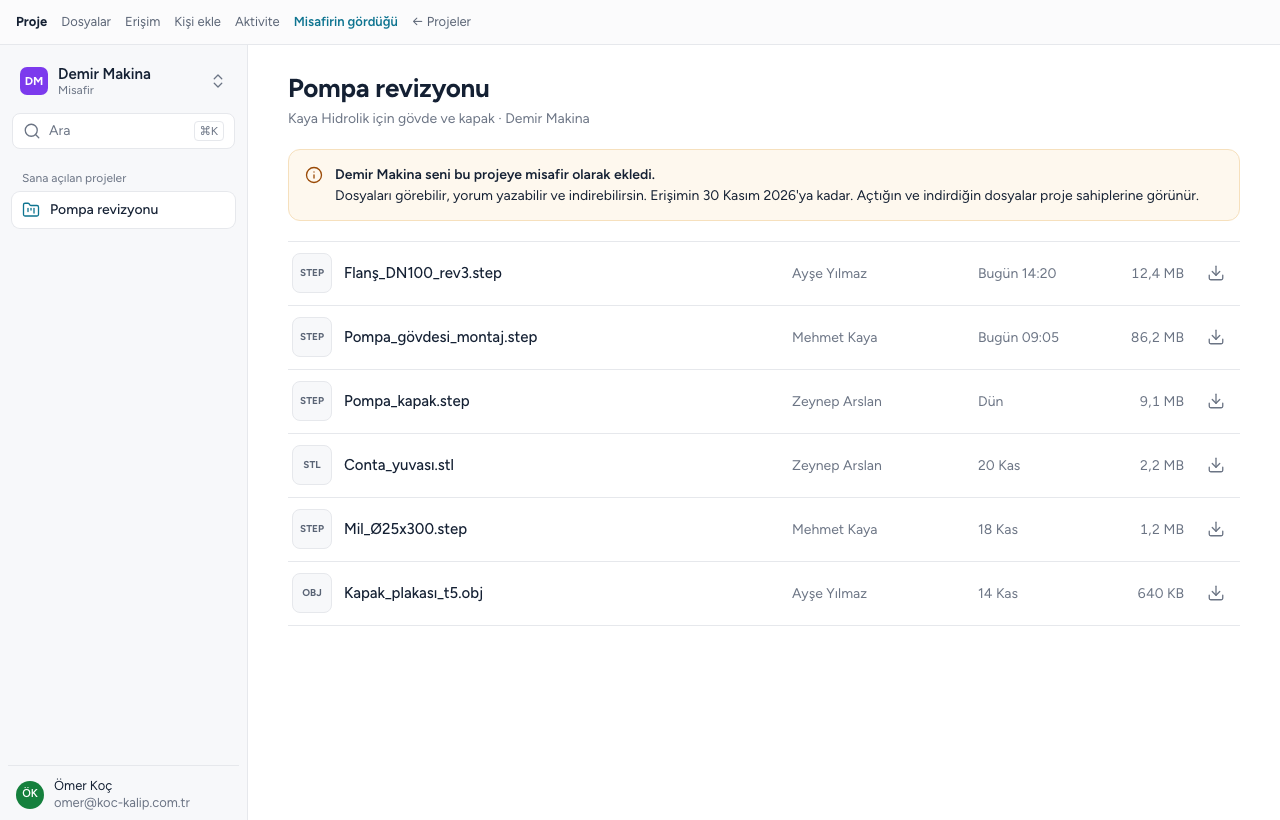 Proje Dosyalar Erişim Kişi ekle Aktivite Misafirin gördüğü ← Projeler
DM Demir Makina
Misafir
Ara ⌘K
Sana açılan projeler
Pompa revizyonu
Pompa revizyonu
Kaya Hidrolik için gövde ve kapak · Demir Makina
Demir Makina seni bu projeye misafir olarak ekledi.
Dosyaları görebilir, yorum yazabilir ve indirebilirsin. Erişimin 30 Kasım 2026'ya kadar. Açtığın ve indirdiğin dosyalar proje sahiplerine görünür.
STEP Flanş_DN100_rev3.step Ayşe Yılmaz Bugün 14:20 12,4 MB
STEP Pompa_gövdesi_montaj.step Mehmet Kaya Bugün 09:05 86,2 MB
STEP Pompa_kapak.step Zeynep Arslan Dün 9,1 MB
STL Conta_yuvası.stl Zeynep Arslan 20 Kas 2,2 MB
STEP Mil_Ø25x300.step Mehmet Kaya 18 Kas 1,2 MB
OBJ Kapak_plakası_t5.obj Ayşe Yılmaz 14 Kas 640 KB
ÖK Ömer Koç
omer@koc-kalip.com.tr